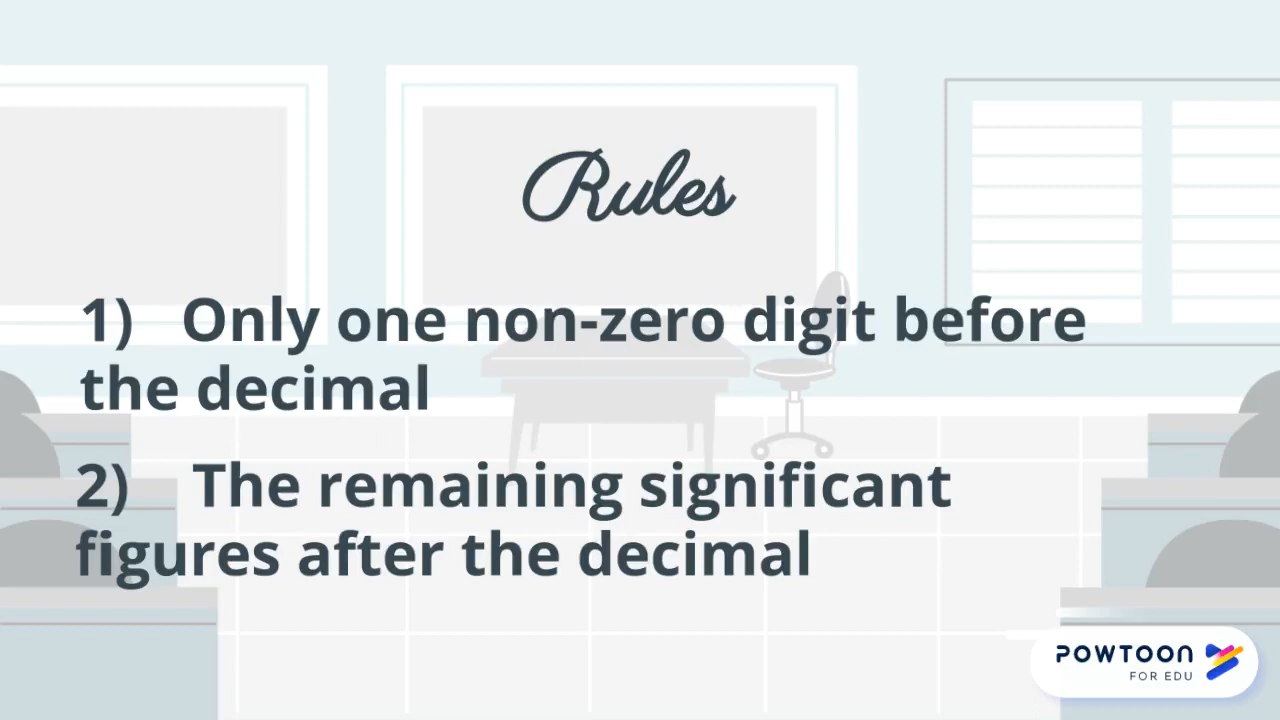 Rules
1) Only one non-zero digit before
the decimal
2) The remaining significant
figures after the decimal
POWTOON
FOR EDU